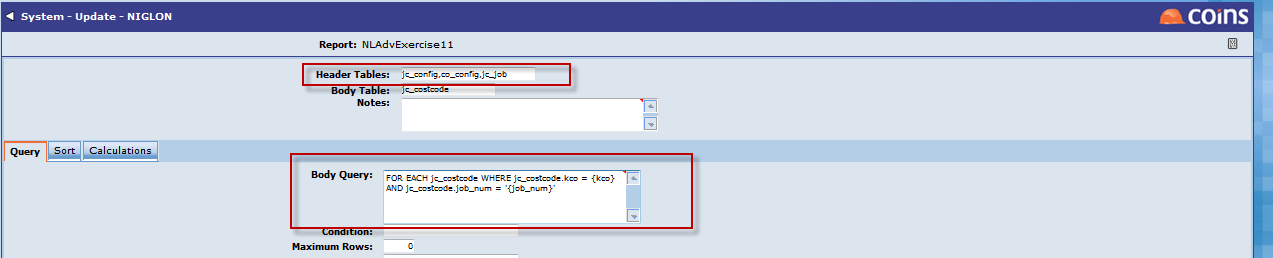 System - Update - NIGLON
coins
Report: NLAdvExercise11
Header Tables: jc_config,co_config,jc_job
Body Table: jc_costcode
Notes:
Query Sort Calculations
Body Query: FOR EACH jc_costcode WHERE jc_costcode.kco = {kco}
AND jc_costcode.job_num = '{job_num}'
Condition:
Maximum Rows: 0